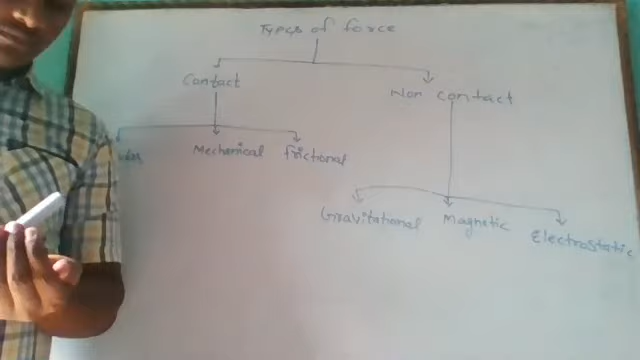 Types of force
Contact
Non contact
Mechanical frictional
Gravitational Magnetic Electrostatic